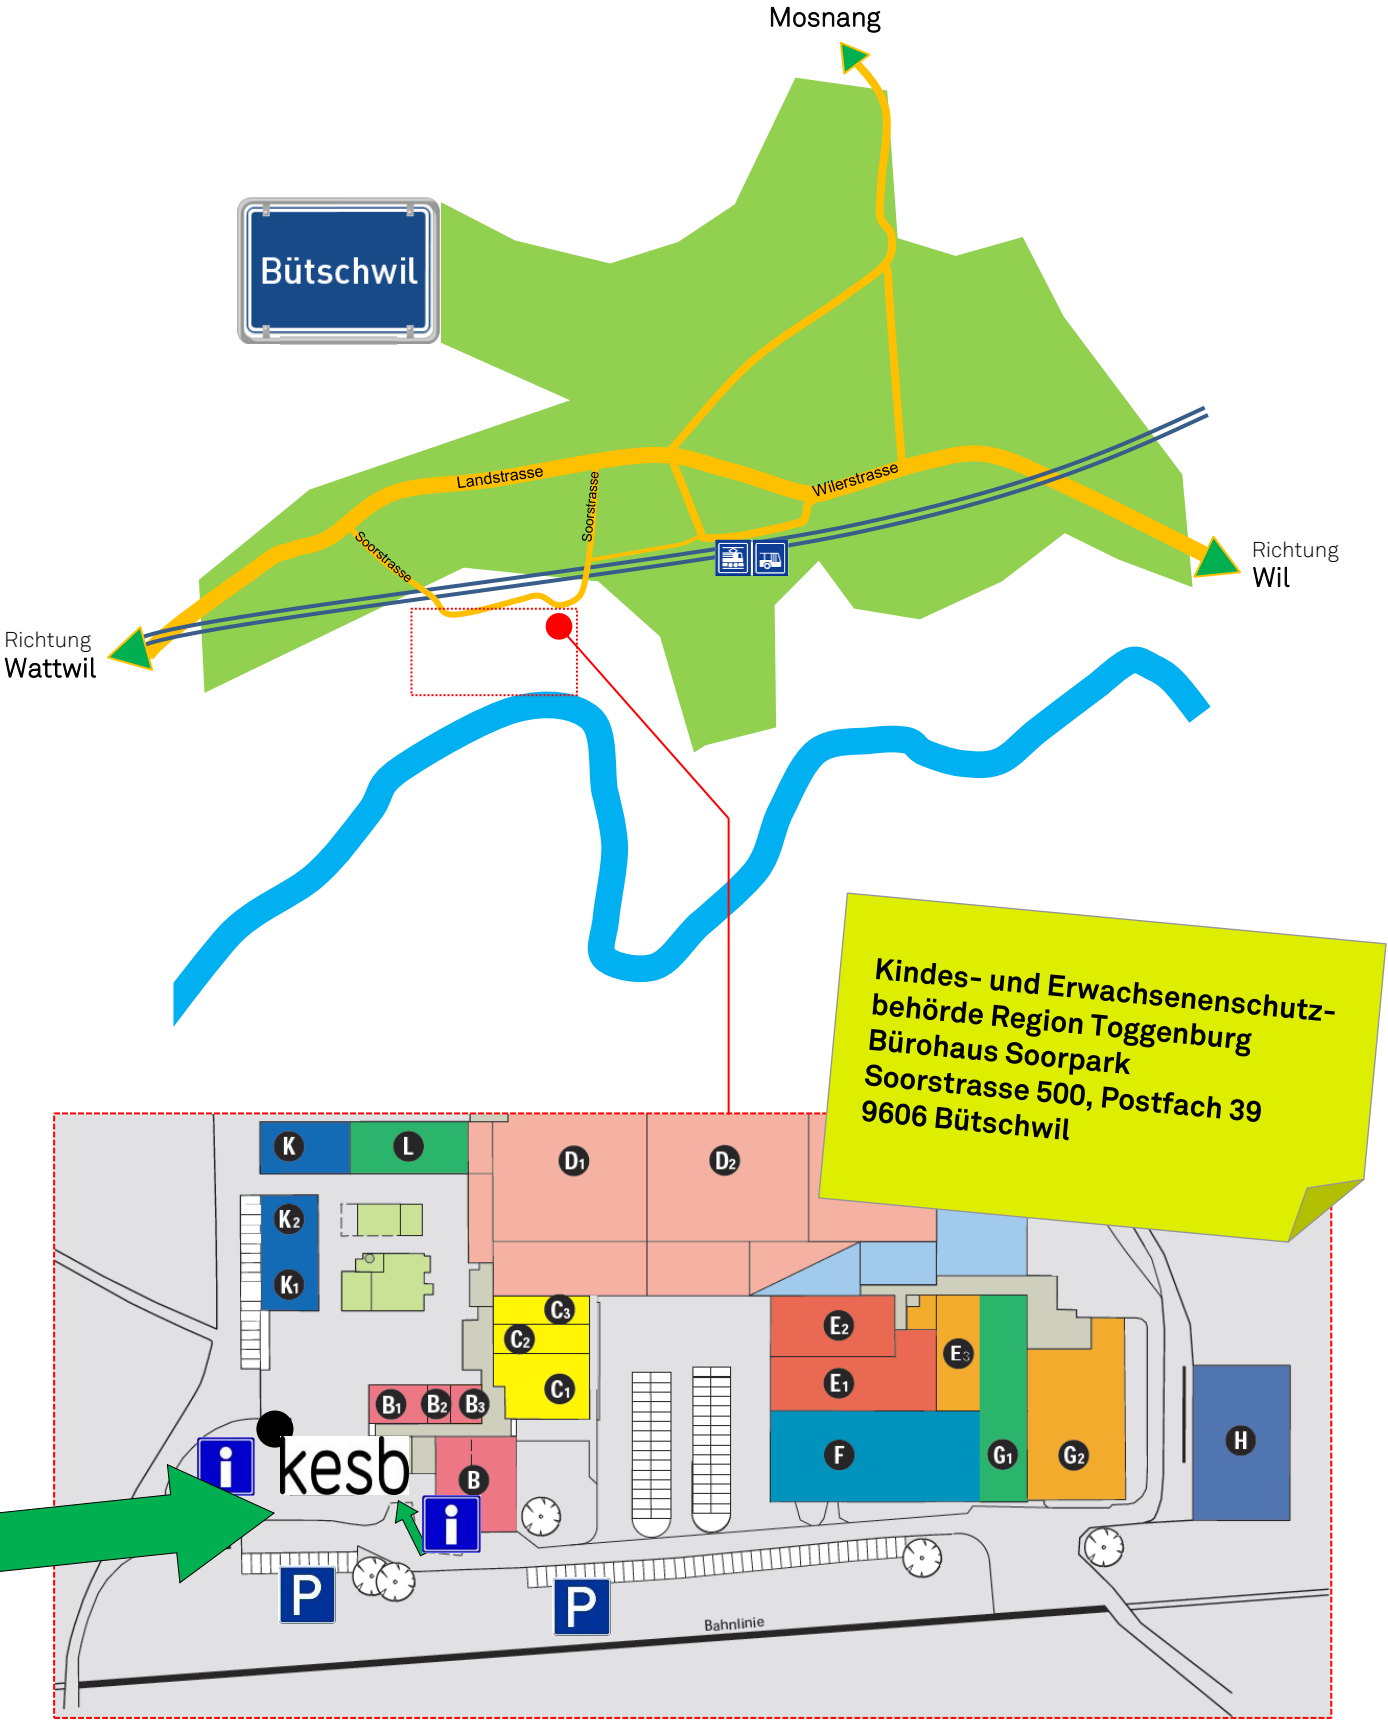 Mosnang
Bütschwil
Landstrasse
Soorstrasse
Wilerstrasse
Soorstrasse
Richtung
Wil
Richtung
Wattwil
Kindes- und Erwachsenenschutz-
behörde Region Toggenburg
Bürohaus Soorpark
Soorstrasse 500, Postfach 39
9606 Bütschwil
K
L
D1
D2
K2
K1
C3
C2
C1
E2
E3
E1
B1
B2
B3
H
F
G1
G2
i
kesb
B
i
P
P
Bahnlinie